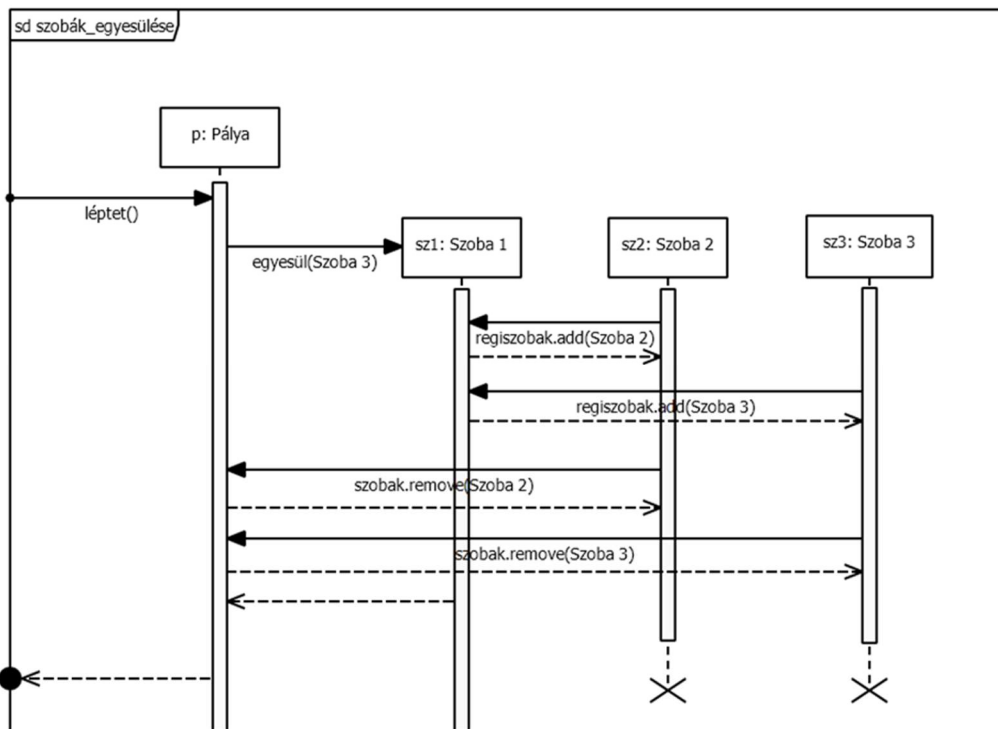 sd szobák_egyesülése
p: Pálya
léptet()
sz1: Szoba 1
sz2: Szoba 2
sz3: Szoba 3
egyesül(Szoba 3)
regiszobak.add(Szoba 2)
regiszobak.add(Szoba 3)
szobak.remove(Szoba 2)
szobak.remove(Szoba 3)